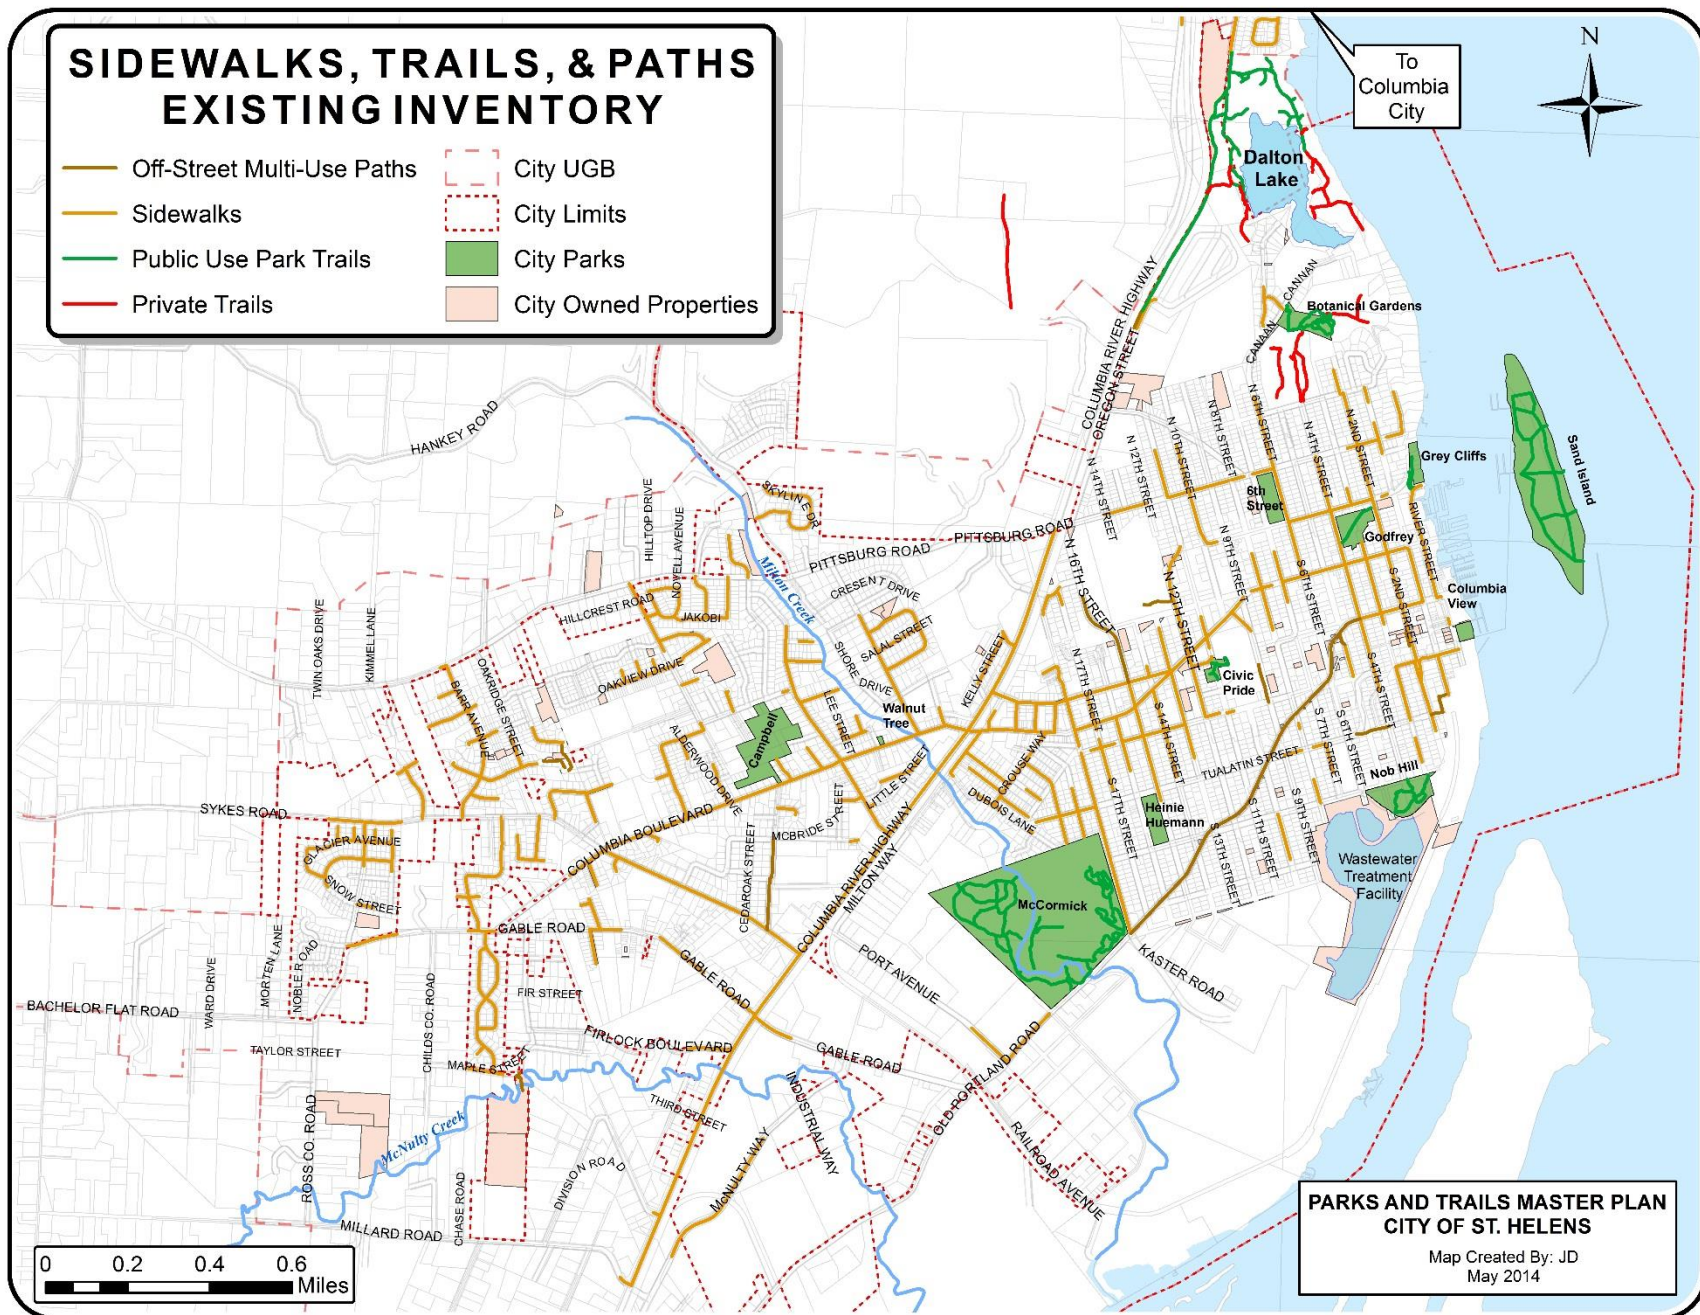 SIDEWALKS, TRAILS, & PATHS
EXISTING INVENTORY
Off-Street Multi-Use Paths
Sidewalks
Public Use Park Trails
Private Trails
City UGB
City Limits
City Parks
City Owned Properties
To
Columbia
City
N
Dalton
Lake
COLUMBIA RIVER HIGHWAY
OREGON STREET
CANNAN
CANAAN
Botanical Gardens
HANKEY ROAD
N 14TH STREET
N 12TH STREET
N 10TH STREET
N 8TH STREET
N 6TH STREET
N 4TH STREET
N 2ND STREET
Grey Cliffs
Sand Island
6th
Street
Godfrey
RIVER STREET
SKYLINE DR
HILLTOP DRIVE
NOVELL AVENUE
PITTSBURG ROAD
PITTSBURG ROAD
Milton Creek
CRESENT DRIVE
N 16TH STREET
N 12TH STREET
N 9TH STREET
S 6TH STREET
S 2ND STREET
Columbia
View
HILLCREST ROAD
JAKOBI
TWIN OAKS DRIVE
KIMMEL LANE
OAKRIDGE STREET
BARR AVENUE
OAKVIEW DRIVE
SALAL STREET
SHORE DRIVE
KELLY STREET
N 17TH STREET
Civic
Pride
S 4TH STREET
Walnut
Tree
LEE STREET
Campbell
ALDERWOOD DRIVE
S 14TH STREET
S 7TH STREET
S 6TH STREET
TUALATIN STREET
Nob Hill
CROUSE WAY
LITTLE STREET
DUBOIS LANE
S 17TH STREET
Heinie
Huemann
S 13TH STREET
S 11TH STREET
S 9TH STREET
SYKES ROAD
GLACIER AVENUE
SNOW STREET
COLUMBIA BOULEVARD
MCBRIDE STREET
CEDAROAK STREET
COLUMBIA RIVER HIGHWAY
MILTON WAY
Wastewater
Treatment
Facility
McCormick
GABLE ROAD
GABLE ROAD
KASTER ROAD
PORT AVENUE
MORTEN LANE
NOBLE ROAD
WARD DRIVE
BACHELOR FLAT ROAD
TAYLOR STREET
CHILDS CO. ROAD
FIR STREET
FIRLOCK BOULEVARD
GABLE ROAD
MAPLE STREET
OLD PORTLAND ROAD
INDUSTRIAL WAY
THIRD STREET
McNULTY WAY
RAILROAD AVENUE
ROSS CO. ROAD
McNulty Creek
CHASE ROAD
DIVISION ROAD
MILLARD ROAD
0 0.2 0.4 0.6
Miles
PARKS AND TRAILS MASTER PLAN
CITY OF ST. HELENS
Map Created By: JD
May 2014